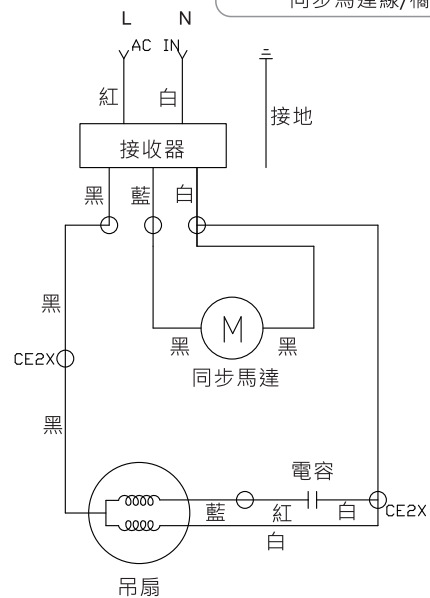 同步馬達線/
L N
AC IN
紅 白
接地
接收器
黑 藍 白
黑
M
黑 黑
CE2X
同步馬達
黑
電容
藍 紅 白 CE2X
白
吊扇